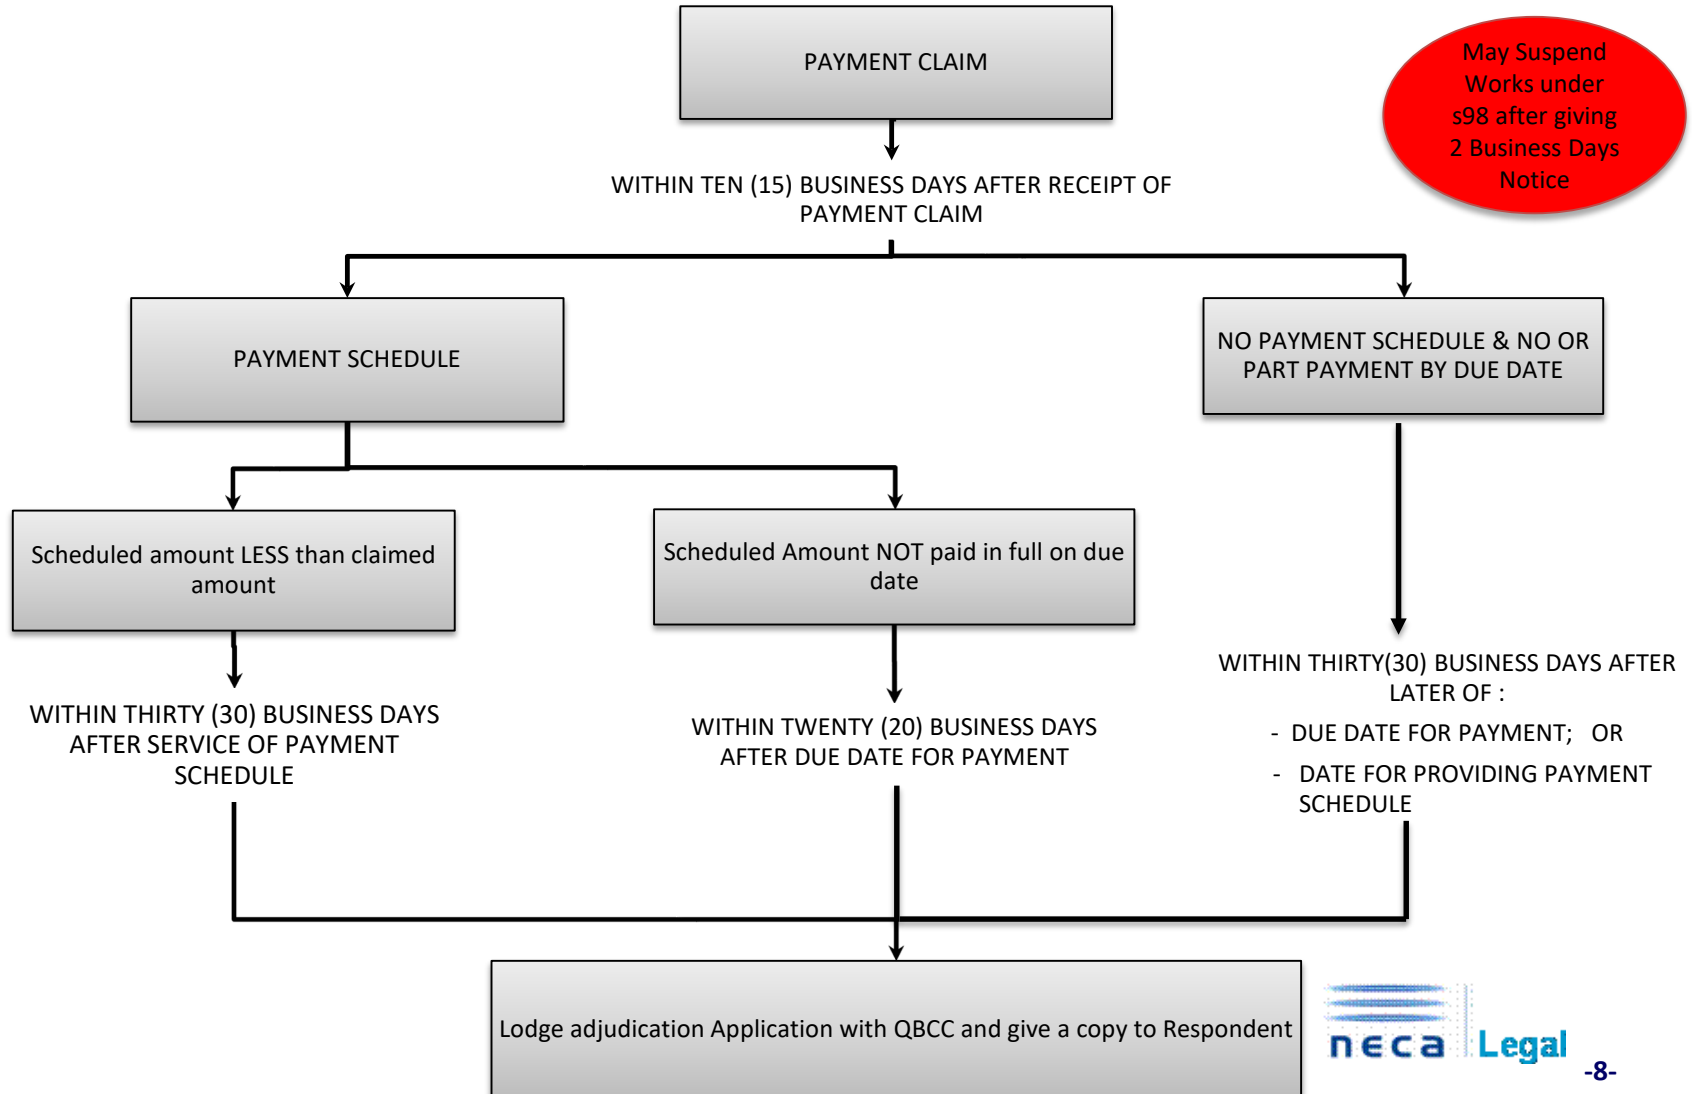 PAYMENT CLAIM
May Suspend
Works under
s98 after giving
2 Business Days
Notice
WITHIN TEN (15) BUSINESS DAYS AFTER RECEIPT OF
PAYMENT CLAIM
PAYMENT SCHEDULE
NO PAYMENT SCHEDULE & NO OR
PART PAYMENT BY DUE DATE
Scheduled amount LESS than claimed
amount
Scheduled Amount NOT paid in full on due
date
WITHIN THIRTY (30) BUSINESS DAYS
AFTER SERVICE OF PAYMENT
SCHEDULE
WITHIN TWENTY (20) BUSINESS DAYS
AFTER DUE DATE FOR PAYMENT
WITHIN THIRTY(30) BUSINESS DAYS AFTER
LATER OF :
- DUE DATE FOR PAYMENT; OR
- DATE FOR PROVIDING PAYMENT
SCHEDULE
Lodge adjudication Application with QBCC and give a copy to Respondent
neca Legal
-8-